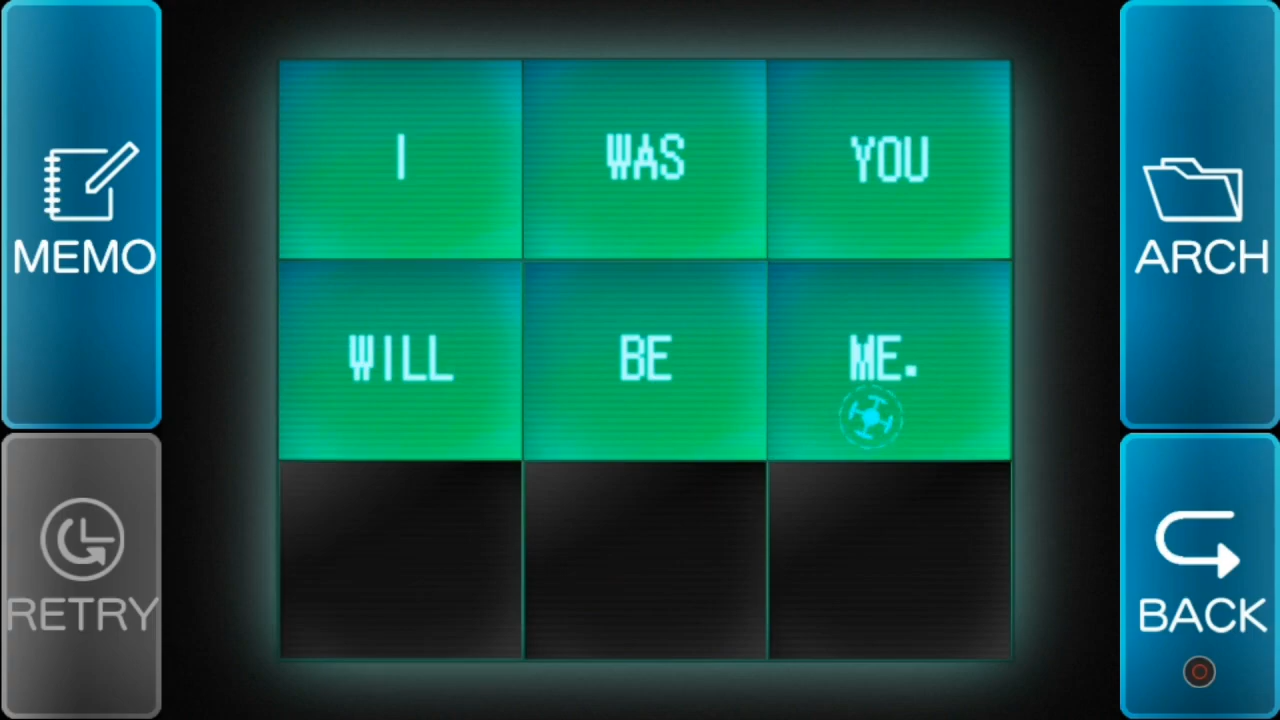 MEMO
I WAS YOU
WILL BE ME.
RETRY
ARCH
BACK